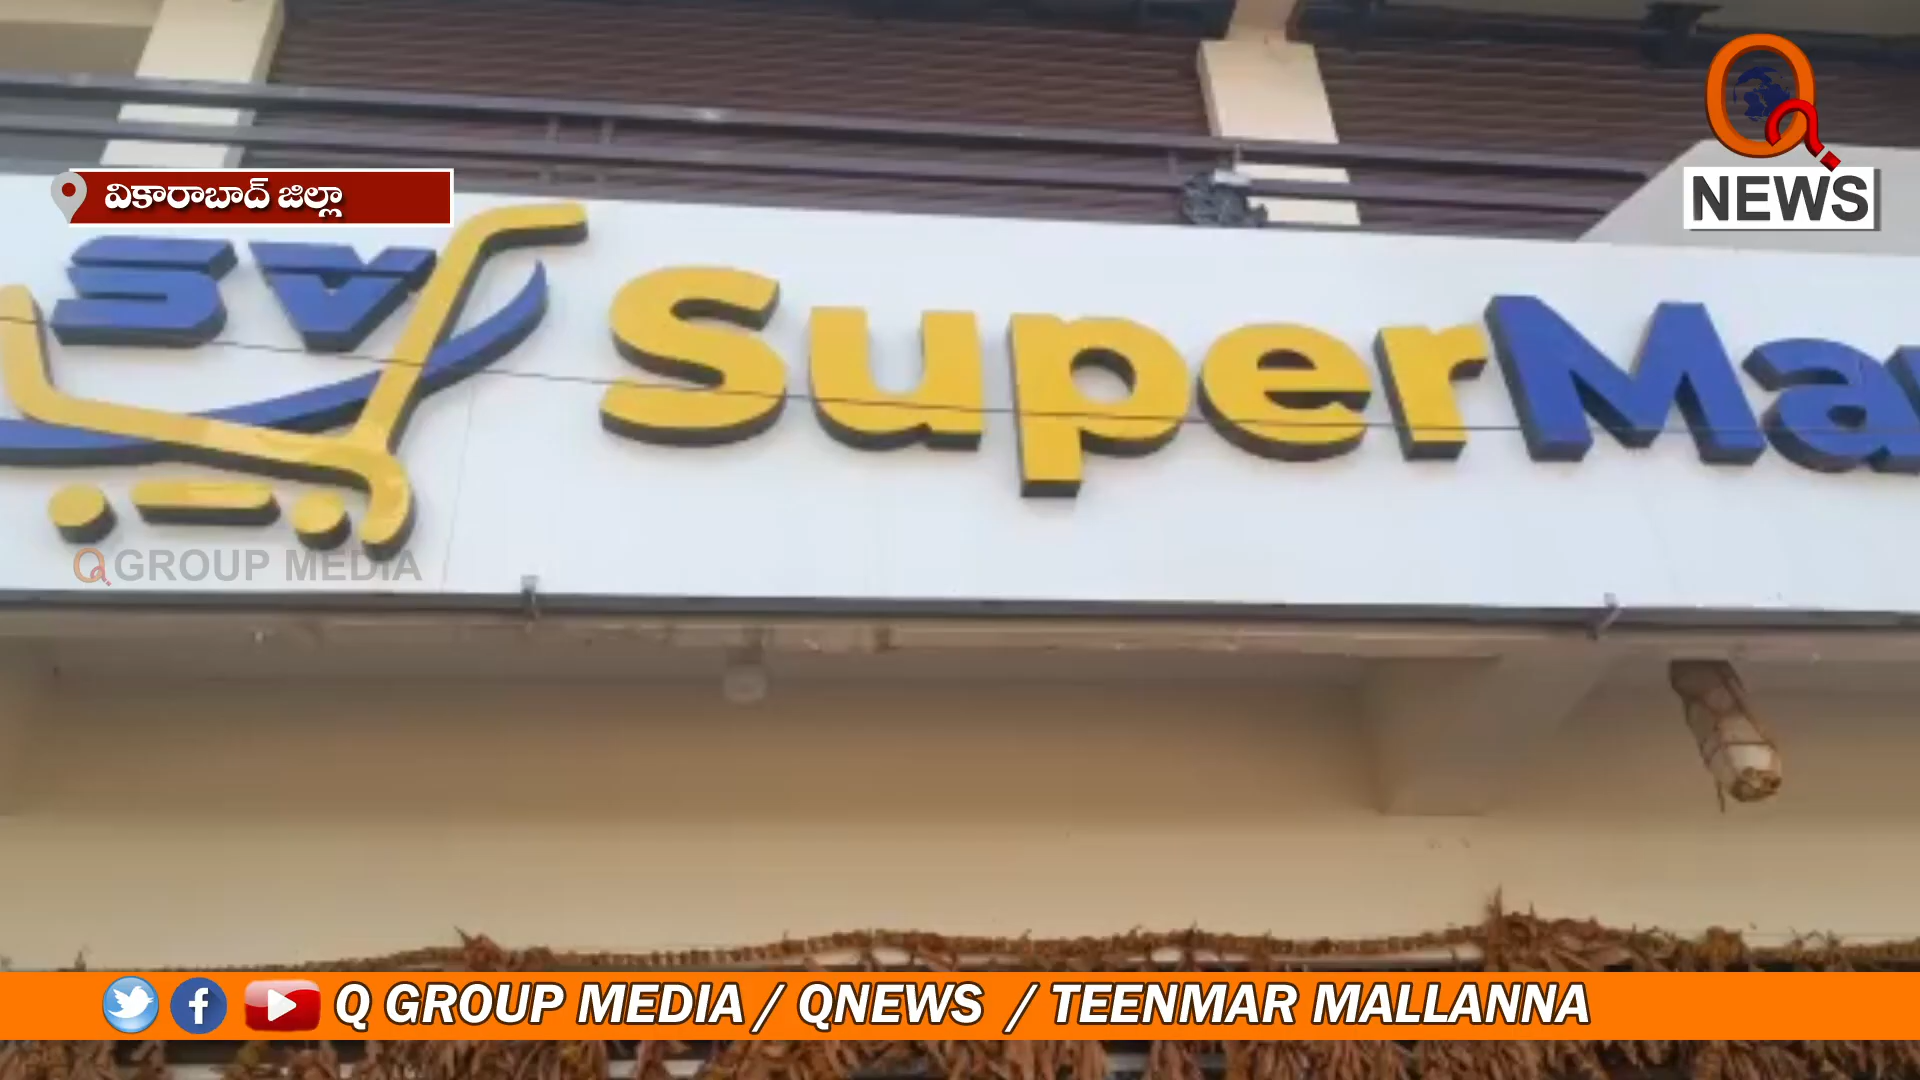 వికారాబాద్ జిల్లా
Q NEWS
SV
SuperMa
Q GROUP MEDIA
Q GROUP MEDIA / QNEWS / TEENMAR MALLANNA